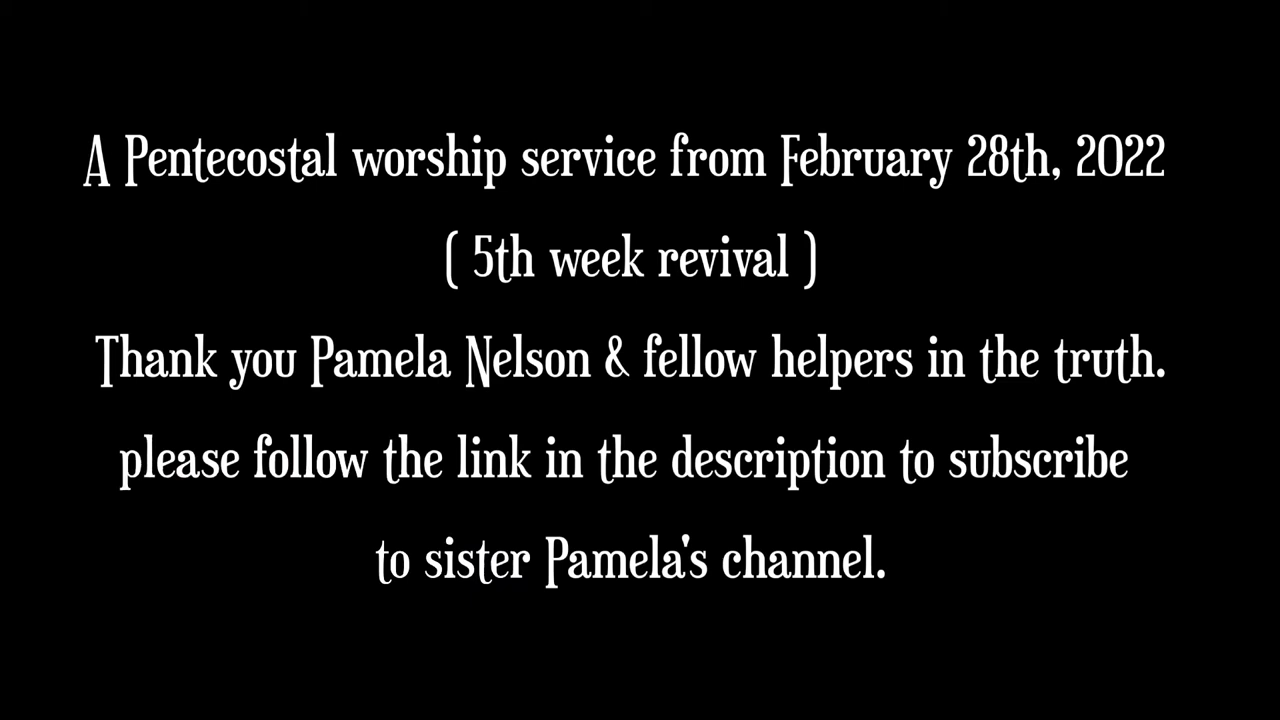 A Pentecostal worship service from February 28th, 2022
( 5th week revival )
Thank you Pamela Nelson & fellow helpers in the truth.
please follow the link in the description to subscribe
to sister Pamela's channel.